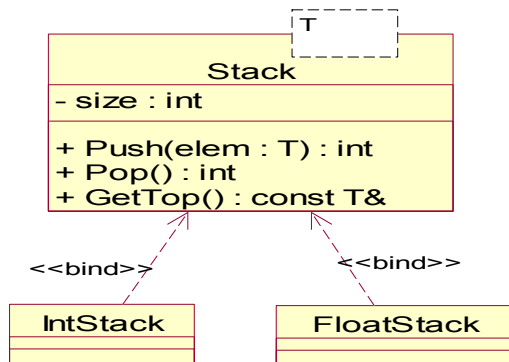 T
Stack
- size : int
+ Push(elem : T) : int
+ Pop() : int
+ GetTop() : const T&
<<bind>> <<bind>>
IntStack FloatStack